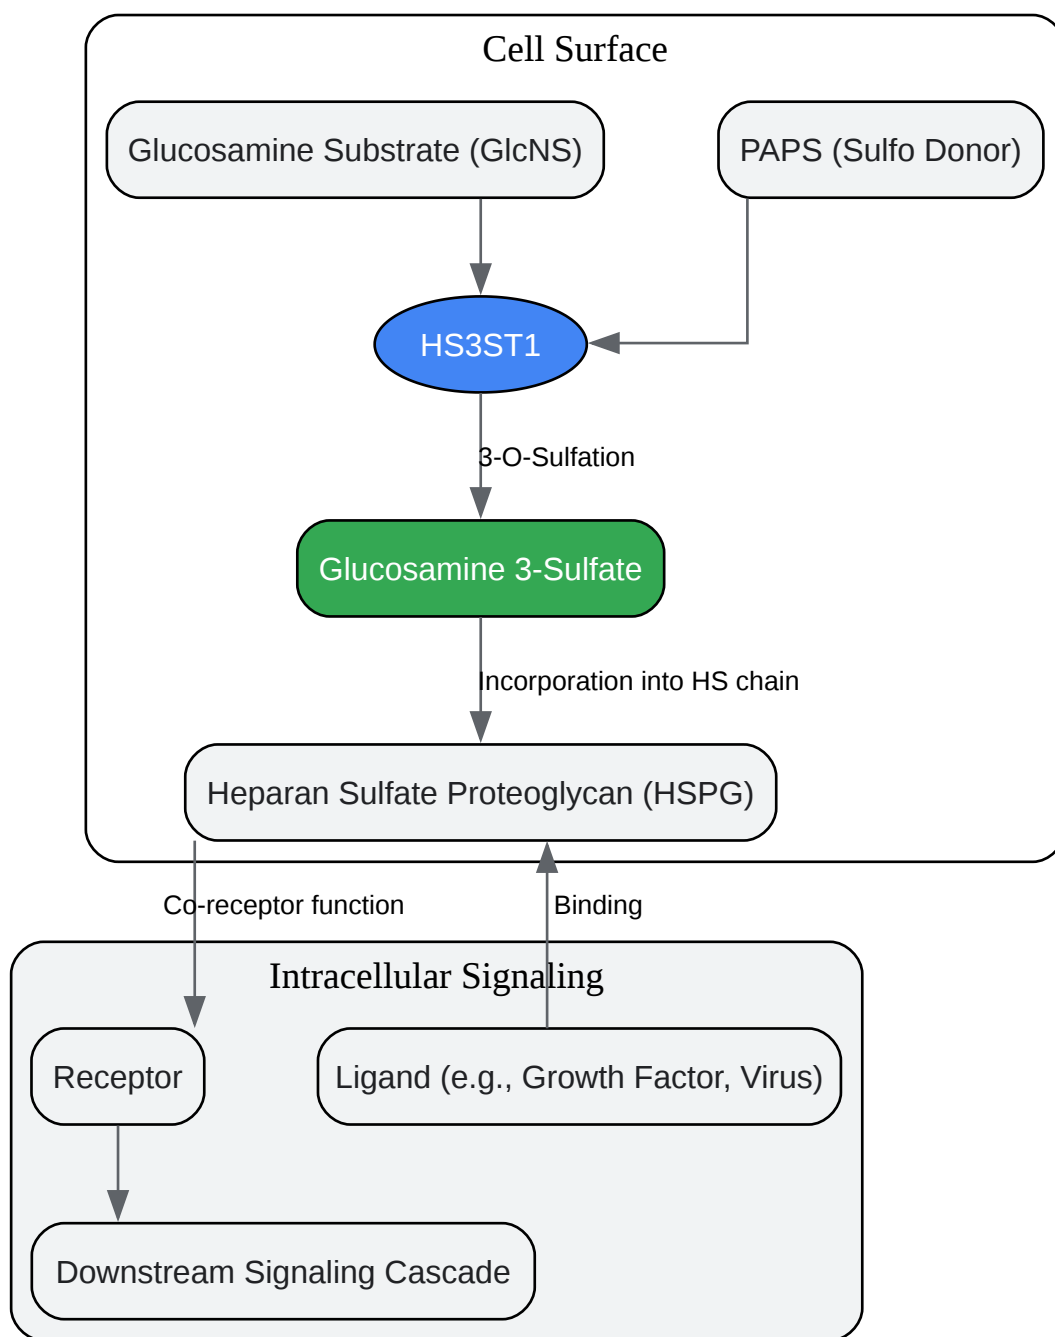 Cell Surface
Glucosamine Substrate (GlcNS)
PAPS (Sulfo Donor)
HS3ST1
3-O-Sulfation
Glucosamine 3-Sulfate
Incorporation into HS chain
Heparan Sulfate Proteoglycan (HSPG)
Co-receptor function
Binding
Intracellular Signaling
Receptor
Ligand (e.g., Growth Factor, Virus)
Downstream Signaling Cascade